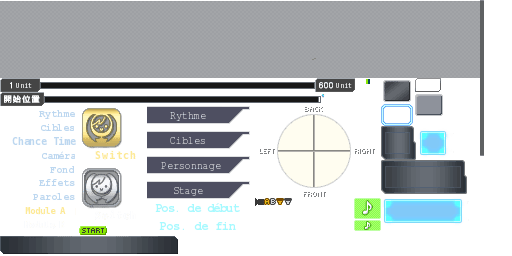 1 Unit
600 Unit
開始位置
Rythme
Cibles
Chance Time
Caméra
Fond
Effets
Paroles
Module A
Switch
START
Rythme
Cibles
Personnage
Stage
Pos. de début
Pos. de fin
BACK
LEFT
RIGHT
FRONT